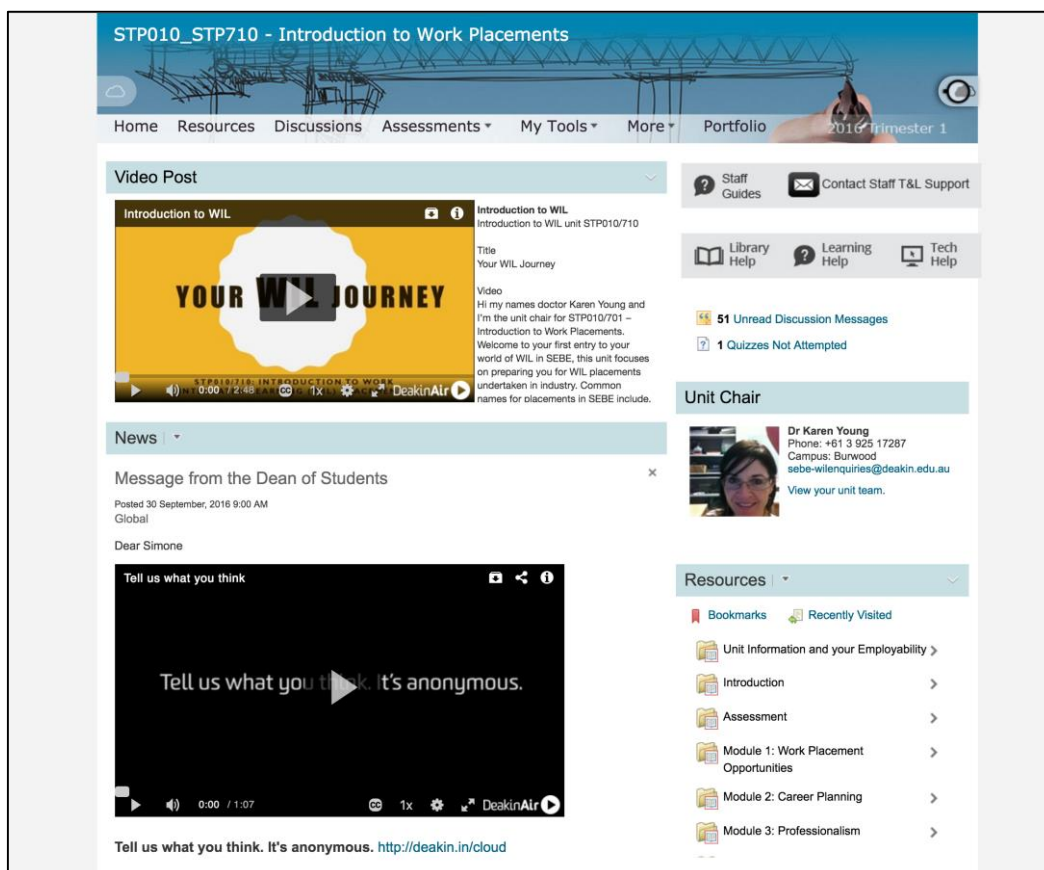 STP010_STP710 - Introduction to Work Placements
Home Resources Discussions Assessments My Tools More Portfolio
2016 Trimester 1
Video Post
Introduction to WIL
YOUR WIL JOURNEY
STP010/710: INTRODUCTION TO WORK
0:00 / 2:48 CC 1x DeakinAir
Introduction to WIL
Introduction to WIL unit STP010/710
Title
Your WIL Journey
Video
Hi my names doctor Karen Young and
I'm the unit chair for STP010/701 –
Introduction to Work Placements.
Welcome to your first entry to your
world of WIL in SEBE, this unit focuses
on preparing you for WIL placements
undertaken in industry. Common
names for placements in SEBE include.
News
Message from the Dean of Students
Posted 30 September, 2016 9:00 AM
Global
Dear Simone
Tell us what you think
Tell us what you think. It's anonymous.
0:00 / 1:07 CC 1x DeakinAir
Tell us what you think. It's anonymous. http://deakin.in/cloud
Staff
Guides
Contact Staff T&L Support
Library
Help
Learning
Help
Tech
Help
51 Unread Discussion Messages
1 Quizzes Not Attempted
Unit Chair
Dr Karen Young
Phone: +61 3 925 17287
Campus: Burwood
sebe-wilenquiries@deakin.edu.au
View your unit team.
Resources
Bookmarks Recently Visited
Unit Information and your Employability
Introduction
Assessment
Module 1: Work Placement
Opportunities
Module 2: Career Planning
Module 3: Professionalism